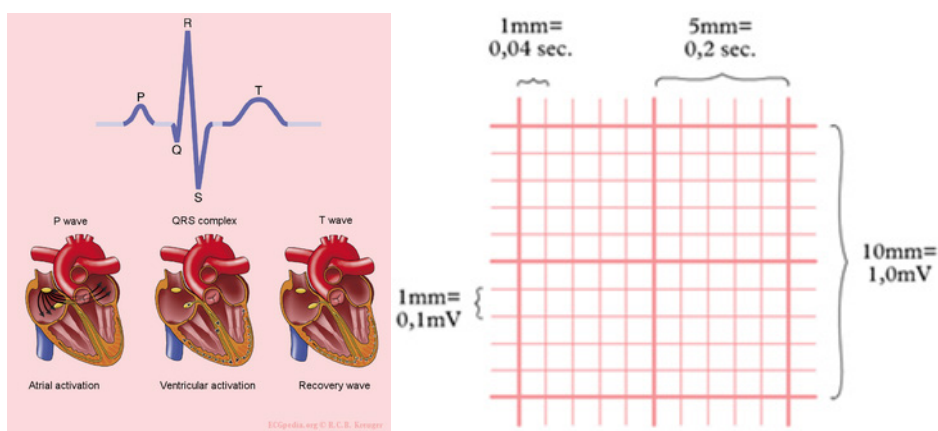 R
P
T
Q
S
P wave QRS complex T wave
Atrial activation Ventricular activation Recovery wave
ECGpedia.org © R.C.B. Kreuger
1mm=
0,04 sec.
5mm=
0,2 sec.
1mm=
0,1mV
10mm=
1,0mV